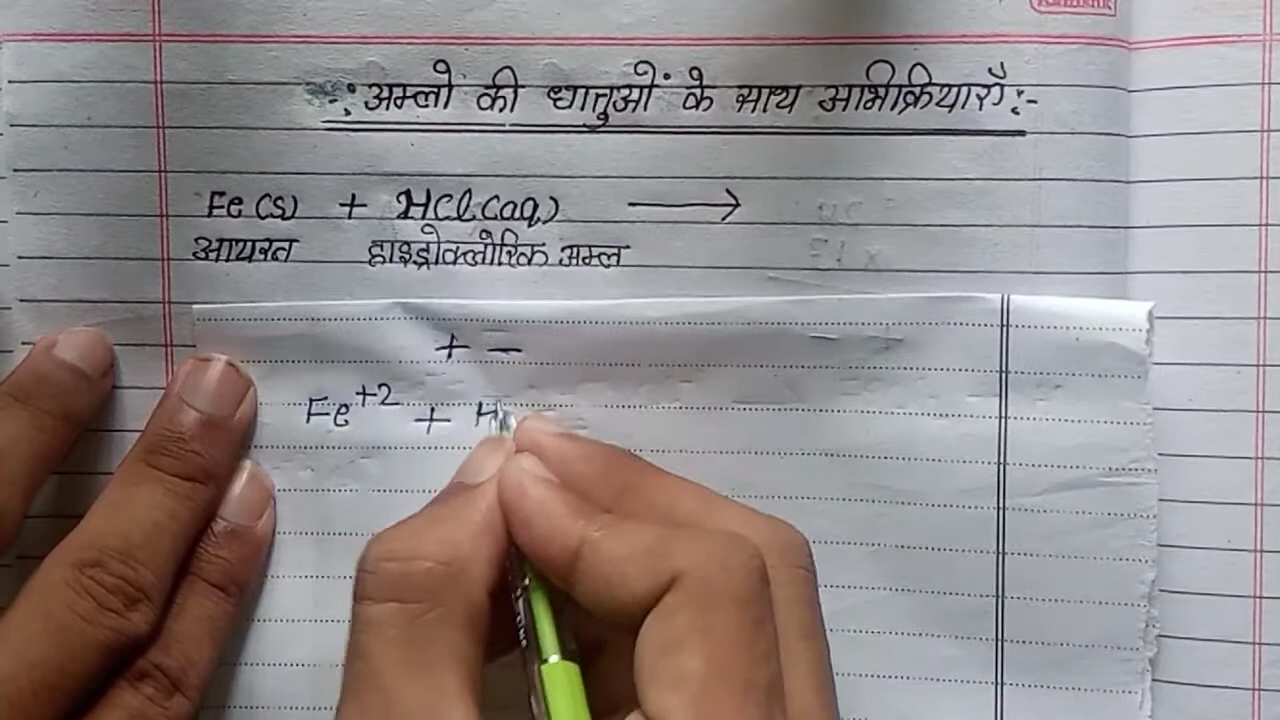 -: अम्लों की धातुओं के साथ अभिक्रियाएँ :-
Fe(s) + HCl(aq) ⟶
आयरन हाइड्रोक्लोरिक अम्ल
+ −
Fe⁺² + H